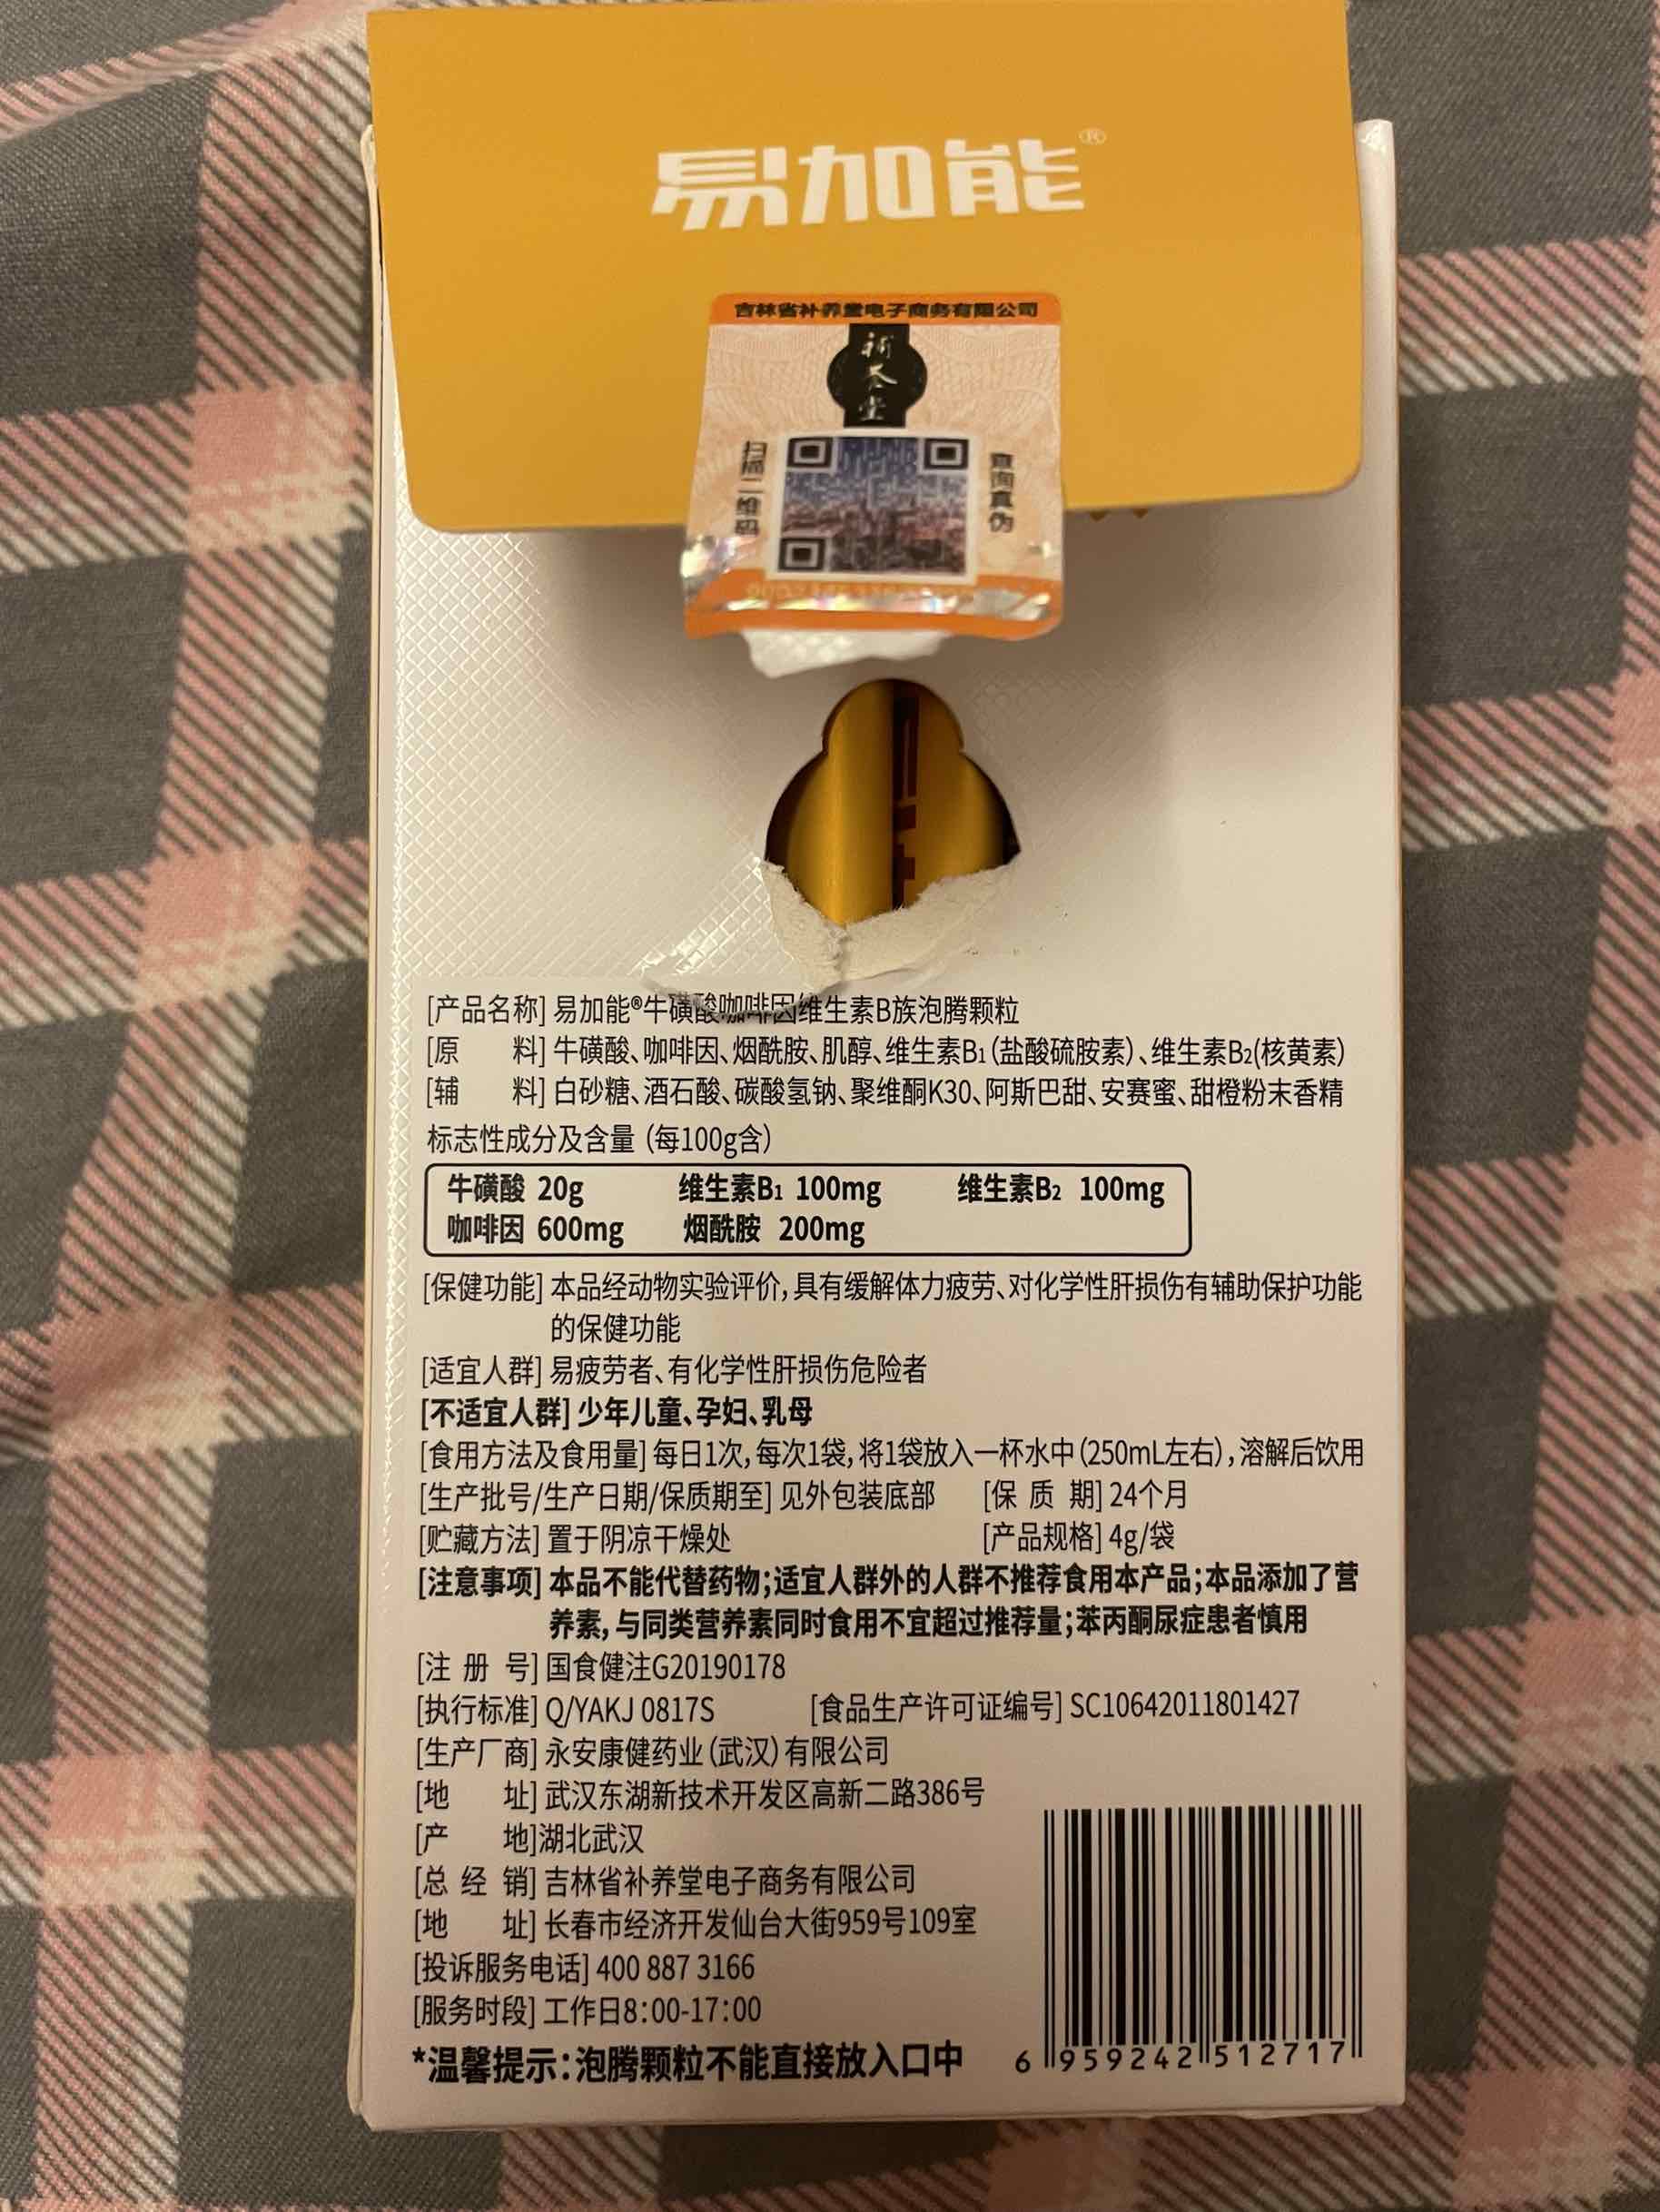 易加能®
吉林省补养堂电子商务有限公司
補养堂
扫描二维码
查询真伪
[产品名称] 易加能®牛磺酸咖啡因维生素B族泡腾颗粒
[原 料] 牛磺酸、咖啡因、烟酰胺、肌醇、维生素B₁(盐酸硫胺素)、维生素B₂(核黄素)
[辅 料] 白砂糖、酒石酸、碳酸氢钠、聚维酮K30、阿斯巴甜、安赛蜜、甜橙粉末香精
标志性成分及含量 (每100g含)
牛磺酸 20g 维生素B₁ 100mg 维生素B₂ 100mg
咖啡因 600mg 烟酰胺 200mg
[保健功能] 本品经动物实验评价,具有缓解体力疲劳、对化学性肝损伤有辅助保护功能
的保健功能
[适宜人群] 易疲劳者、有化学性肝损伤危险者
[不适宜人群] 少年儿童、孕妇、乳母
[食用方法及食用量] 每日1次,每次1袋,将1袋放入一杯水中(250mL左右),溶解后饮用
[生产批号/生产日期/保质期至] 见外包装底部 [保 质 期] 24个月
[贮藏方法] 置于阴凉干燥处 [产品规格] 4g/袋
[注意事项] 本品不能代替药物;适宜人群外的人群不推荐食用本产品;本品添加了营
养素,与同类营养素同时食用不宜超过推荐量;苯丙酮尿症患者慎用
[注 册 号] 国食健注G20190178
[执行标准] Q/YAKJ 0817S [食品生产许可证编号] SC10642011801427
[生产厂商] 永安康健药业(武汉)有限公司
[地 址] 武汉东湖新技术开发区高新二路386号
[产 地]湖北武汉
[总 经 销] 吉林省补养堂电子商务有限公司
[地 址] 长春市经济开发仙台大街959号109室
[投诉服务电话] 400 887 3166
[服务时段] 工作日8:00-17:00
*温馨提示:泡腾颗粒不能直接放入口中
6 959242 512717